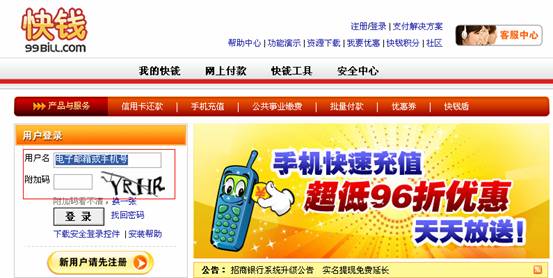 快钱
99BILL.com
注册/登录 | 支付解决方案
帮助中心 | 功能演示 | 资源下载 | 我要优惠 | 快钱积分 | 社区
客服中心
我的快钱 网上付款 快钱工具 安全中心
>>> 产品与服务 信用卡还款 | 手机充值 | 公共事业缴费 | 批量付款 | 优惠券 | 快钱盾
用户登录
用户名 电子邮箱或手机号
附加码 YRHR
附加码看不清，换一张
登 录 找回密码
下载安全登录控件 | 安装帮助
新用户请先注册
手机快速充值
超低96折优惠
天天放送！
公告： 招商银行系统升级公告 实名提现免费延长